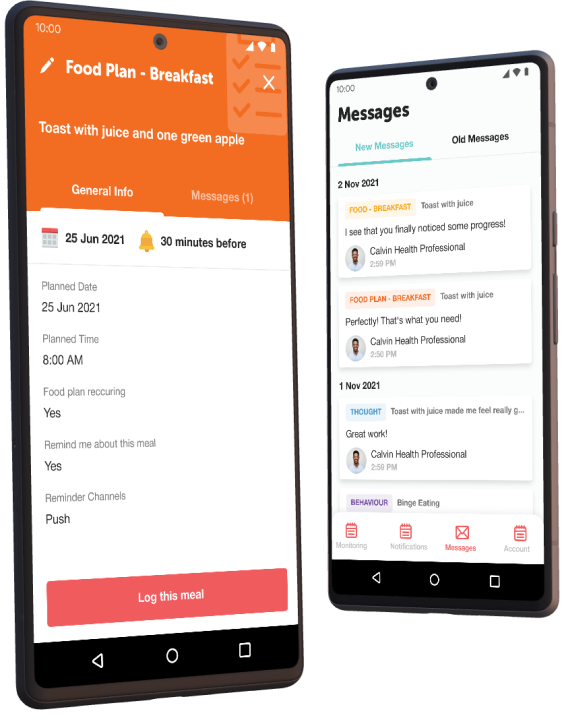 10:00
Food Plan - Breakfast
Toast with juice and one green apple
General Info
Messages (1)
25 Jun 2021
30 minutes before
Planned Date
25 Jun 2021
Planned Time
8:00 AM
Food plan reccuring
Yes
Remind me about this meal
Yes
Reminder Channels
Push
Log this meal
10:00
Messages
New Messages
Old Messages
2 Nov 2021
FOOD - BREAKFAST Toast with juice
I see that you finally noticed some progress!
Calvin Health Professional
2:59 PM
FOOD PLAN - BREAKFAST Toast with juice
Perfectly! That's what you need!
Calvin Health Professional
2:50 PM
1 Nov 2021
THOUGHT Toast with juice made me feel really g...
Great work!
Calvin Health Professional
2:59 PM
BEHAVIOUR Binge Eating
Monitoring
Notifications
Messages
Account